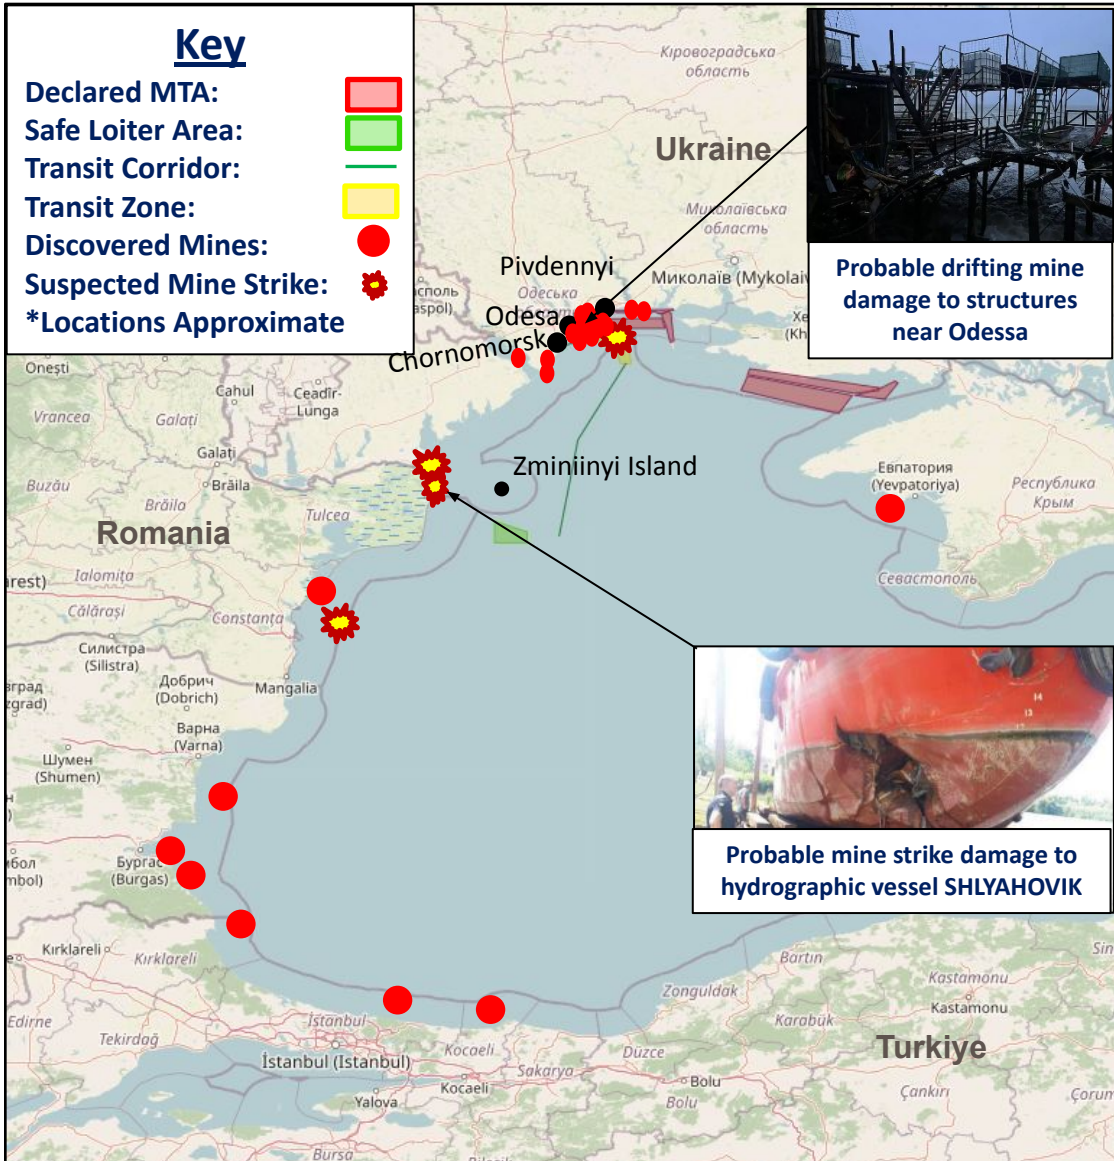 Key
Declared MTA:
Safe Loiter Area:
Transit Corridor:
Transit Zone:
Discovered Mines:
Suspected Mine Strike:
*Locations Approximate
Probable drifting mine
damage to structures
near Odessa
Кіровоградська
область
Ukraine
Миколаївська
область
Pivdennyi
Миколаїв (Mykolaiv)
Одеська
Odesa
Chornomorsk
Onești
Cahul
Ceadîr-
Lunga
Vrancea
Galați
Galați
Brăila
Buzău
Brăila
Tulcea
Zminiinyi Island
Евпатория
(Yevpatoriya)
Республика
Крым
Romania
Севастополь
Ialomița
Călărași
Constanța
Силистра
(Silistra)
Добрич
(Dobrich)
Mangalia
Варна
(Varna)
Шумен
(Shumen)
14
13
Probable mine strike damage to
hydrographic vessel SHLYAHOVIK
Бургас
(Burgas)
Kırklareli
Kırklareli
Bartın
Zonguldak
Kastamonu
Kastamonu
Edirne
Tekirdağ
İstanbul
İstanbul (Istanbul)
Kocaeli
Kocaeli
Sakarya
Düzce
Karabük
Turkiye
Bolu
Bolu
Yalova
Çankırı
Bursa